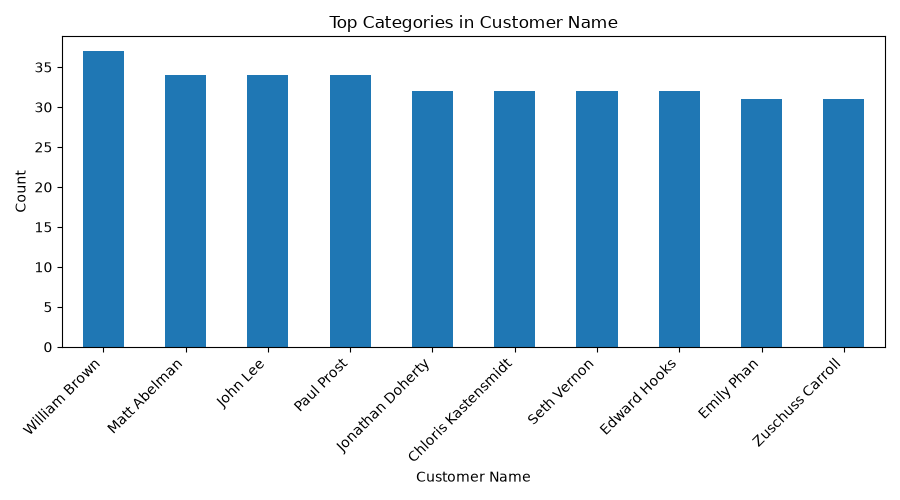 Top Categories in Customer Name
Count
35
30
25
20
15
10
5
0
William Brown
Matt Abelman
John Lee
Paul Prost
Jonathan Doherty
Chloris Kastensmidt
Seth Vernon
Edward Hooks
Emily Phan
Zuschuss Carroll
Customer Name